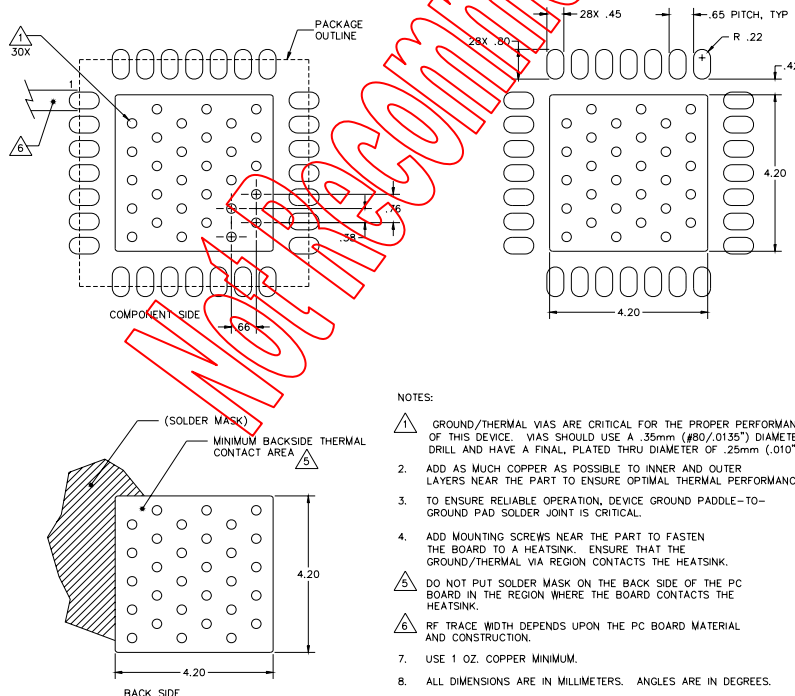 PACKAGE
OUTLINE
1
30X
1
6
28X .45
.65 PITCH, TYP
28X .80
R .22
4.20
.76
.38
.66
4.20
COMPONENT SIDE
Not Recomm
(SOLDER MASK)
MINIMUM BACKSIDE THERMAL
CONTACT AREA 5
4.20
4.20
BACK SIDE
NOTES:
1 GROUND/THERMAL VIAS ARE CRITICAL FOR THE PROPER PERFORMAN
OF THIS DEVICE. VIAS SHOULD USE A .35mm (#80/.0135") DIAMETE
DRILL AND HAVE A FINAL, PLATED THRU DIAMETER OF .25mm (.010"
2. ADD AS MUCH COPPER AS POSSIBLE TO INNER AND OUTER
LAYERS NEAR THE PART TO ENSURE OPTIMAL THERMAL PERFORMANC
3. TO ENSURE RELIABLE OPERATION, DEVICE GROUND PADDLE-TO-
GROUND PAD SOLDER JOINT IS CRITICAL.
4. ADD MOUNTING SCREWS NEAR THE PART TO FASTEN
THE BOARD TO A HEATSINK. ENSURE THAT THE
GROUND/THERMAL VIA REGION CONTACTS THE HEATSINK.
5 DO NOT PUT SOLDER MASK ON THE BACK SIDE OF THE PC
BOARD IN THE REGION WHERE THE BOARD CONTACTS THE
HEATSINK.
6 RF TRACE WIDTH DEPENDS UPON THE PC BOARD MATERIAL
AND CONSTRUCTION.
7. USE 1 OZ. COPPER MINIMUM.
8. ALL DIMENSIONS ARE IN MILLIMETERS. ANGLES ARE IN DEGREES.